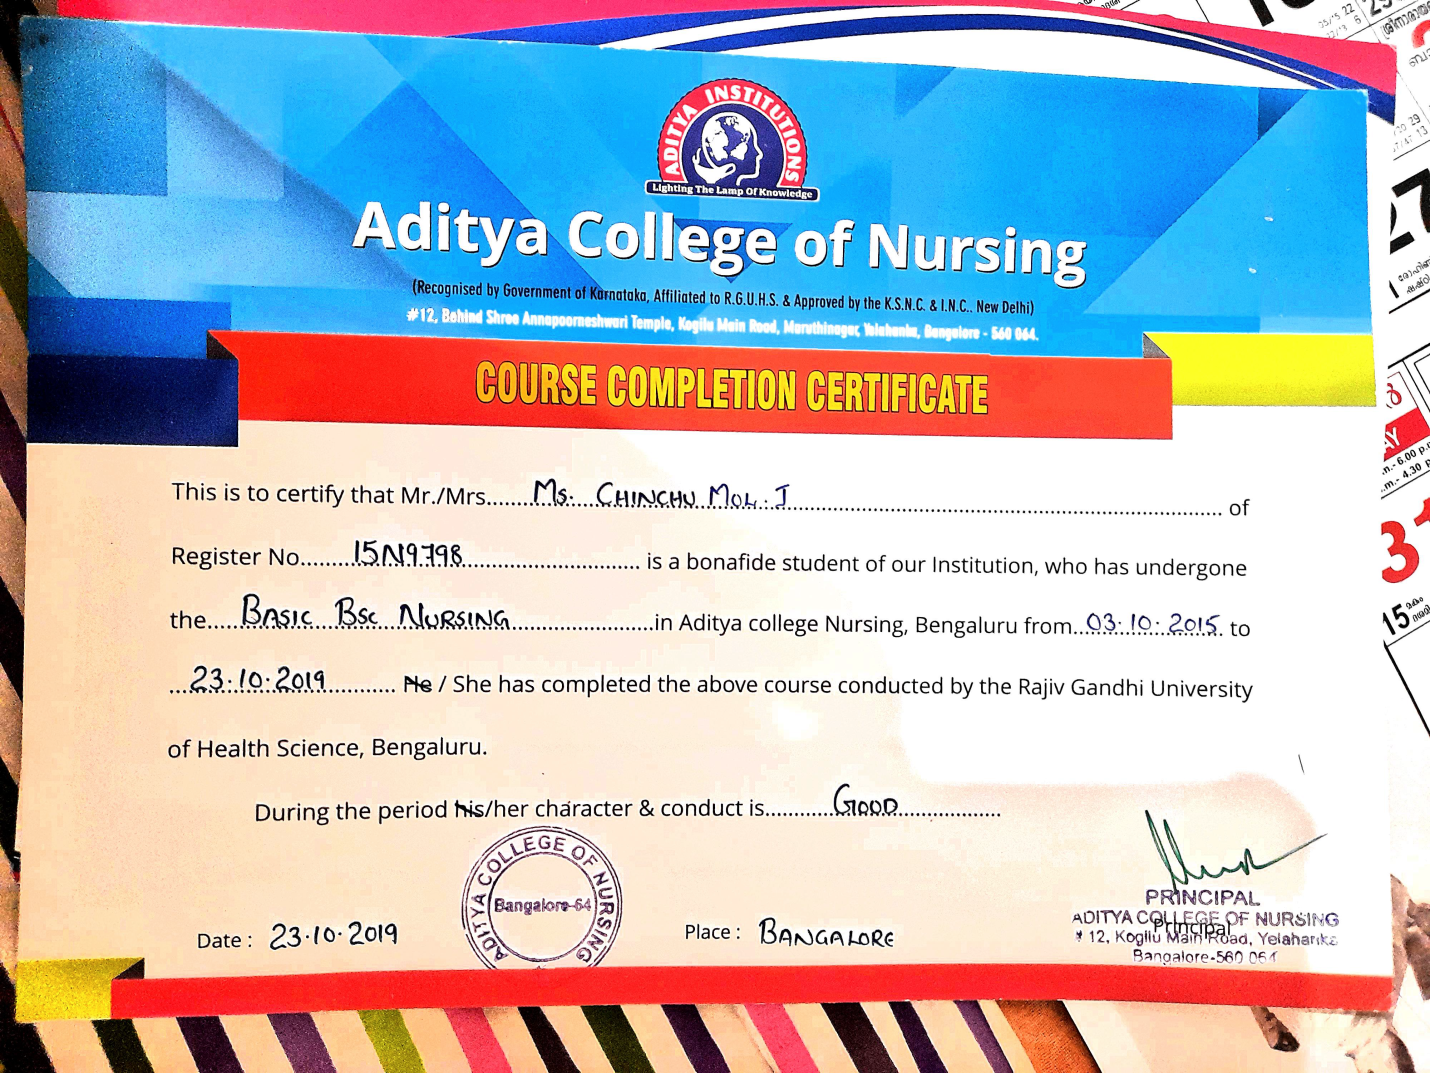 ADITYA INSTITUTIONS
Lighting The Lamp Of Knowledge
Aditya College of Nursing
(Recognised by Government of Karnataka, Affiliated to R.G.U.H.S. & Approved by the K.S.N.C. & I.N.C.. New Delhi)
#12, Behind Shree Annapoorneshwari Temple, Kogilu Main Road, Maruthinagar, Yelahanka, Bangalore - 560 064.
COURSE COMPLETION CERTIFICATE
This is to certify that Mr./Mrs......Ms. CHINCHU MOL. J.......of
Register No.....15N9798.....is a bonafide student of our Institution, who has undergone
the.....BASIC BSc NURSING.....in Aditya college Nursing, Bengaluru from..03.10.2015. to
...23.10.2019..... He / She has completed the above course conducted by the Rajiv Gandhi University
of Health Science, Bengaluru.
During the period his/her character & conduct is.....GOOD.....
ADITYA COLLEGE OF NURSING
Bangalore-64
Date : 23.10.2019
Place : BANGALORE
PRINCIPAL
ADITYA COLLEGE OF NURSING
Principal
# 12, Kogilu Main Road, Yelahanka
Bangalore-560 064
27
31
15